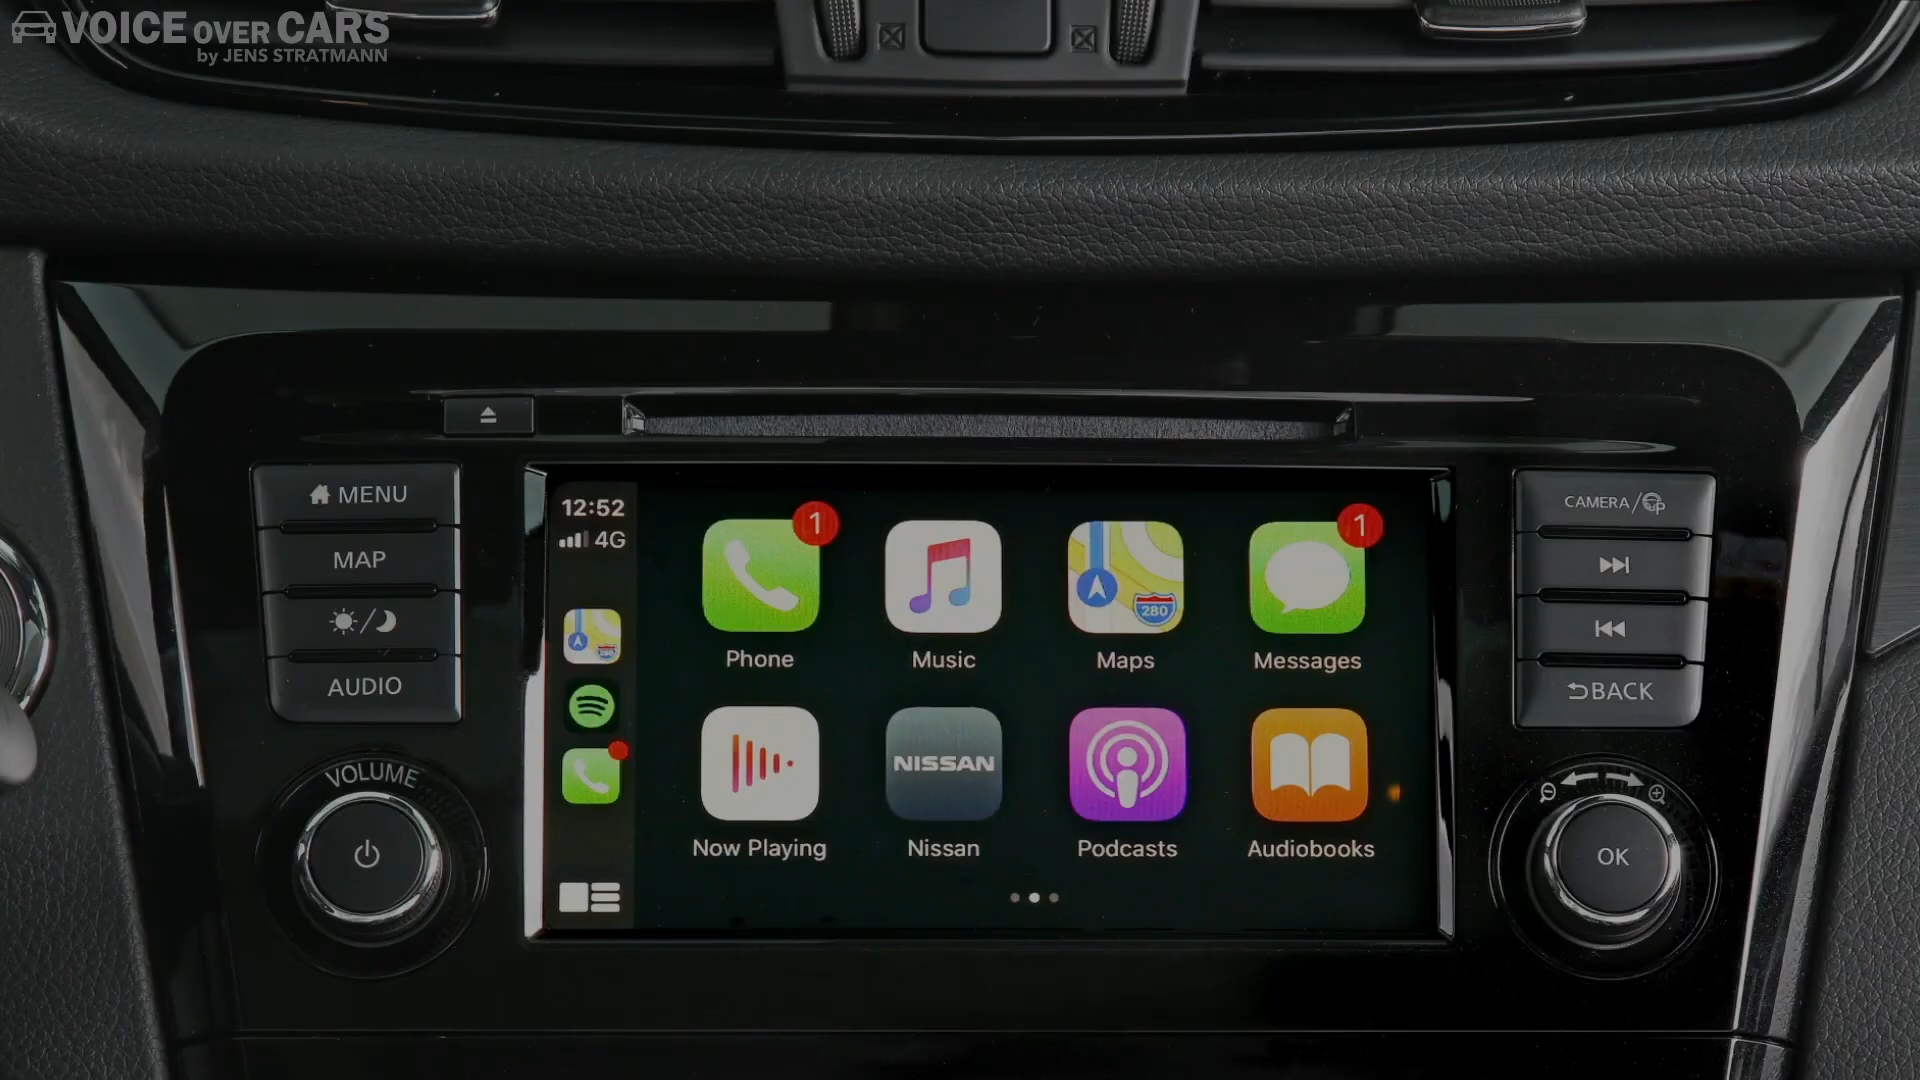 VOICE OVER CARS
by JENS STRATMANN
MENU
MAP
AUDIO
VOLUME
12:52
4G
1
Phone
Music
280
Maps
1
Messages
Now Playing
NISSAN
Nissan
Podcasts
Audiobooks
CAMERA/P
BACK
OK